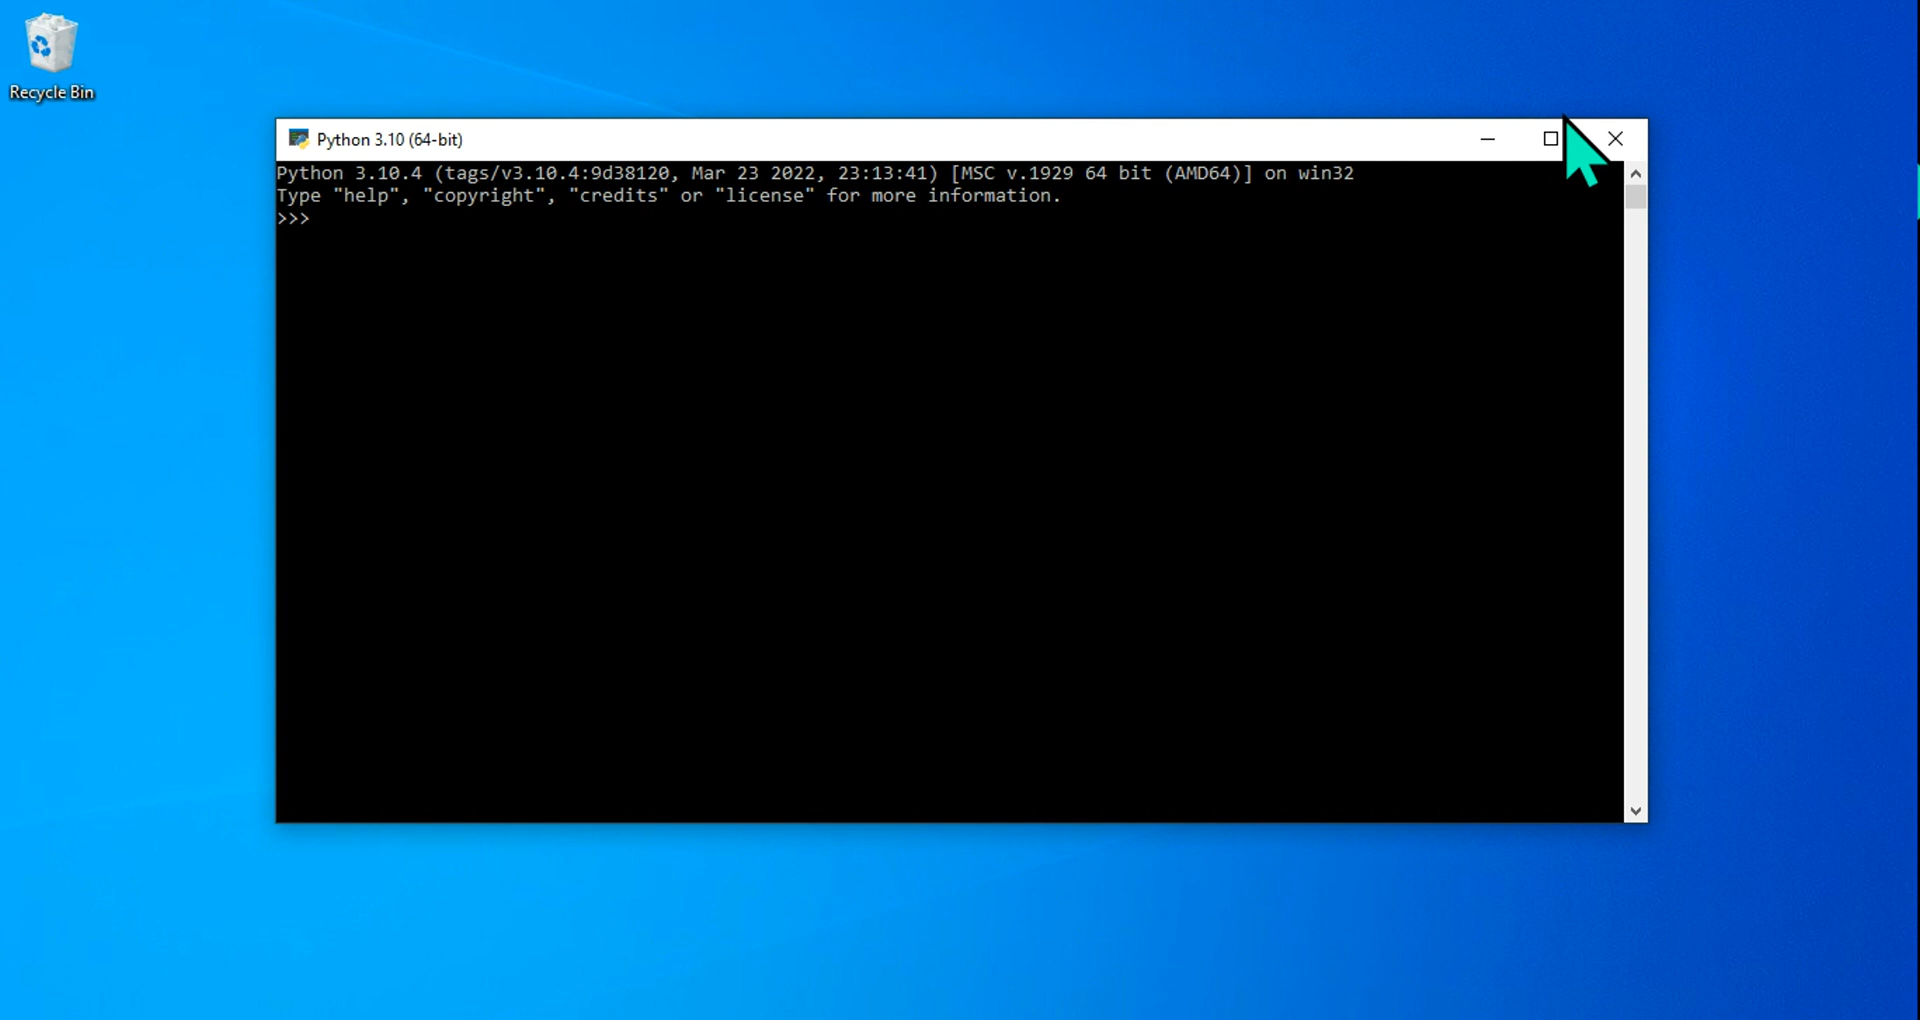 Recycle Bin
Python 3.10 (64-bit)
Python 3.10.4 (tags/v3.10.4:9d38120, Mar 23 2022, 23:13:41) [MSC v.1929 64 bit (AMD64)] on win32
Type "help", "copyright", "credits" or "license" for more information.
>>>